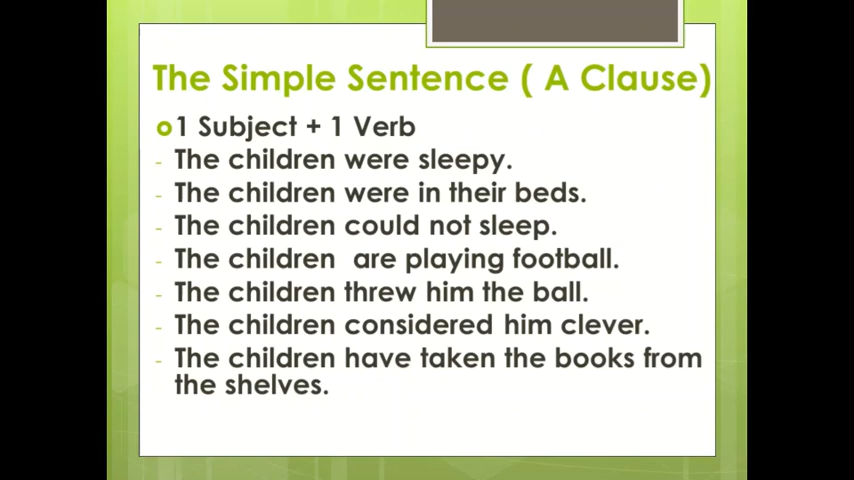 The Simple Sentence ( A Clause)
1 Subject + 1 Verb
- The children were sleepy.
- The children were in their beds.
- The children could not sleep.
- The children  are playing football.
- The children threw him the ball.
- The children considered him clever.
- The children have taken the books from
the shelves.